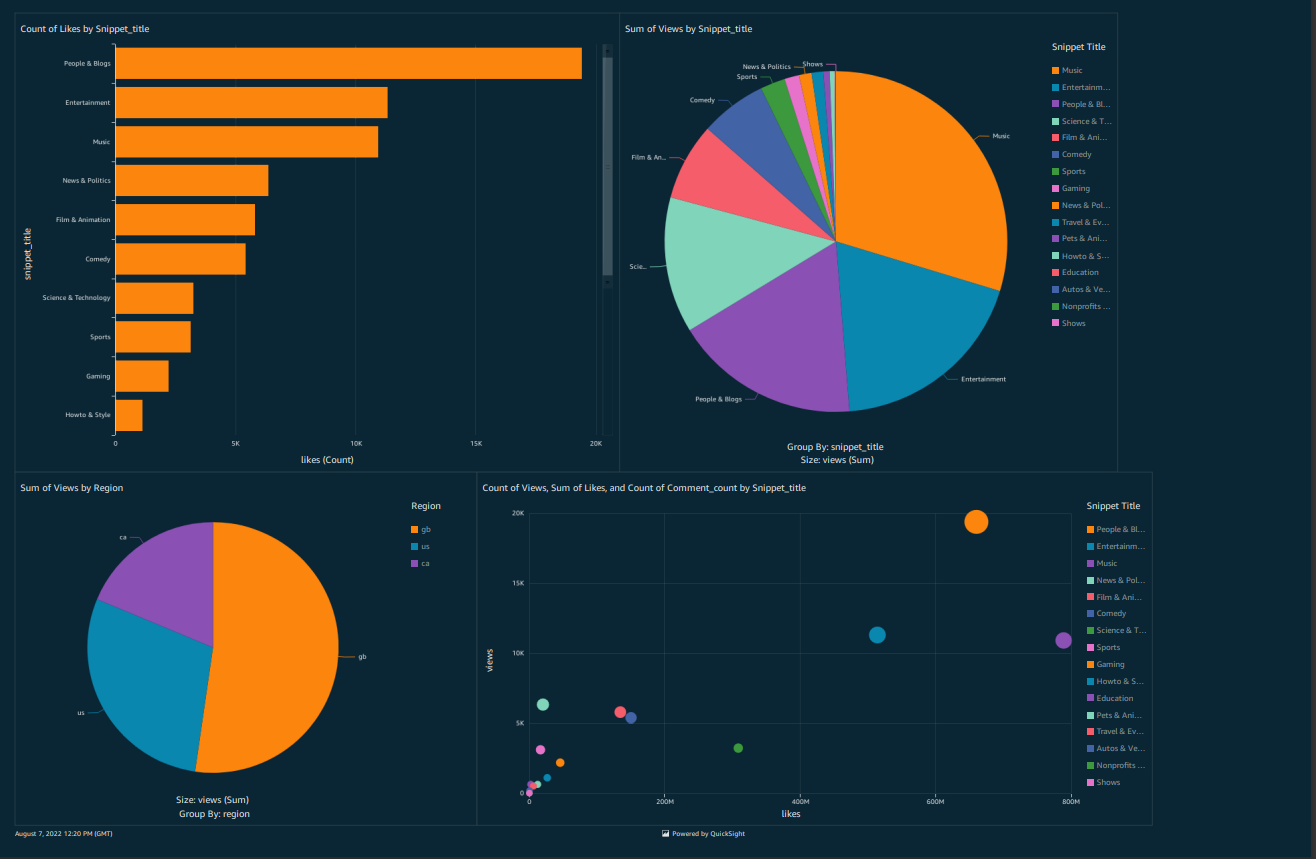 Count of Likes by Snippet_title
People & Blogs
Entertainment
Music
News & Politics
Film & Animation
Comedy
Science & Technology
Sports
Gaming
Howto & Style
snippet_title
0 5K 10K 15K 20K
likes (Count)
Sum of Views by Snippet_title
News & Politics
Shows
Sports
Comedy
Film & An...
Scie...
People & Blogs
Entertainment
Music
Group By: snippet_title
Size: views (Sum)
Snippet Title
Music
Entertainm...
People & Bl...
Science & T...
Film & Ani...
Comedy
Sports
Gaming
News & Pol...
Travel & Ev...
Pets & Ani...
Howto & S...
Education
Autos & Ve...
Nonprofits ...
Shows
Sum of Views by Region
ca
us
gb
Size: views (Sum)
Group By: region
Region
gb
us
ca
Count of Views, Sum of Likes, and Count of Comment_count by Snippet_title
20K
15K
10K
5K
0
views
0 200M 400M 600M 800M
likes
Snippet Title
People & Bl...
Entertainm...
Music
News & Pol...
Film & Ani...
Comedy
Science & T...
Sports
Gaming
Howto & S...
Education
Pets & Ani...
Travel & Ev...
Autos & Ve...
Nonprofits ...
Shows
August 7, 2022 12:20 PM (GMT)
Powered by QuickSight